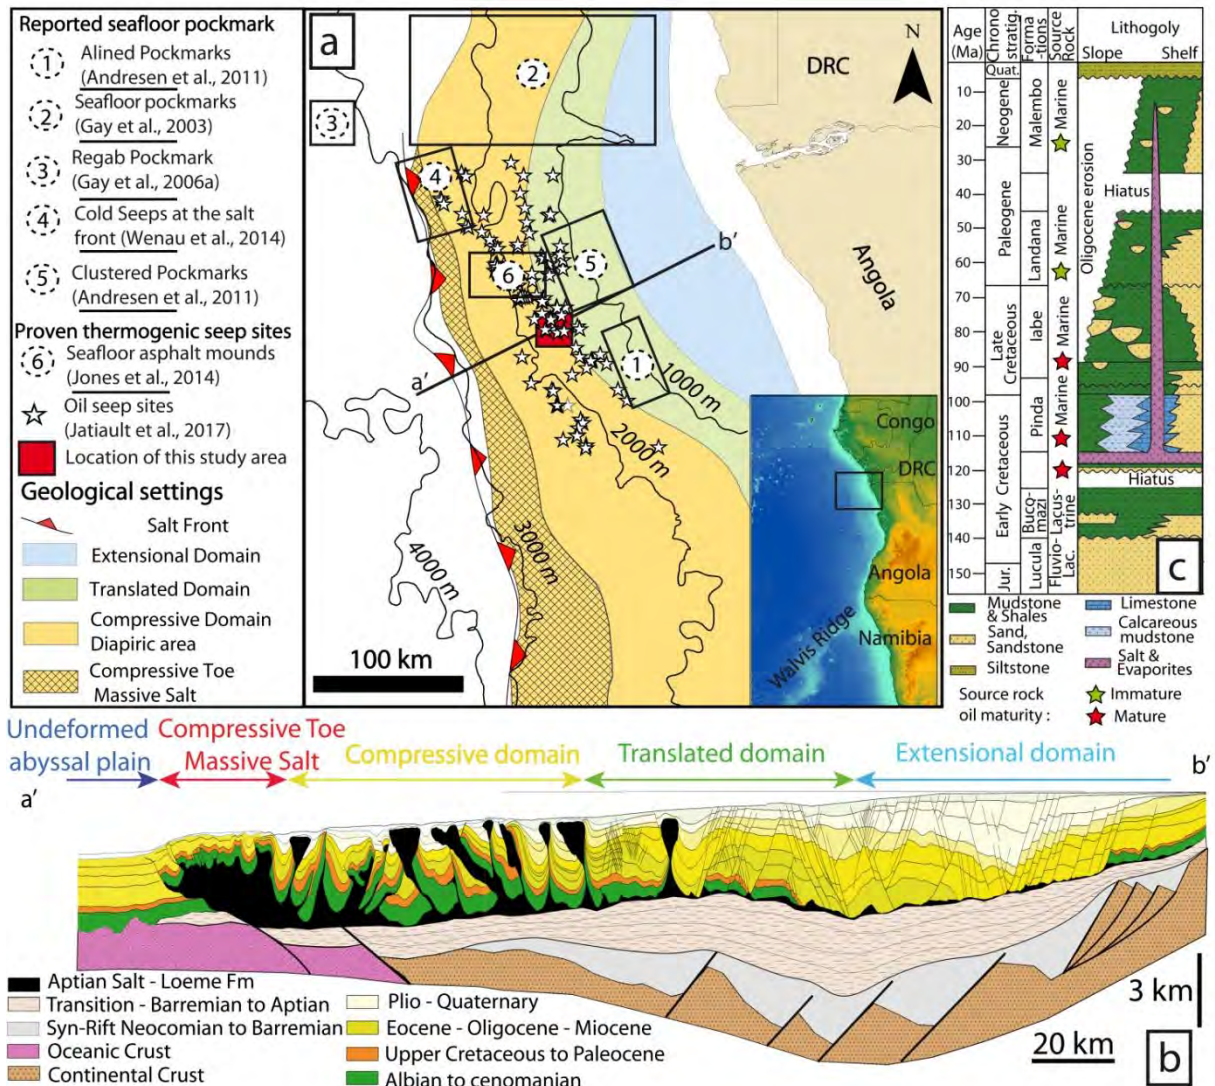 Reported seafloor pockmark
1 Alined Pockmarks
(Andresen et al., 2011)
2 Seafloor pockmarks
(Gay et al., 2003)
3 Regab Pockmark
(Gay et al., 2006a)
4 Cold Seeps at the salt
front (Wenau et al., 2014)
5 Clustered Pockmarks
(Andresen et al., 2011)
Proven thermogenic seep sites
6 Seafloor asphalt mounds
(Jones et al., 2014)
Oil seep sites
(Jatiault et al., 2017)
Location of this study area
Geological settings
Salt Front
Extensional Domain
Translated Domain
Compressive Domain
Diapiric area
Compressive Toe
Massive Salt
a
N
DRC
2
3
4
5
b'
6
Angola
1
a'
1000 m
2000 m
3000 m
4000 m
100 km
Congo
DRC
Angola
Namibia
Walvis Ridge
Age
(Ma)
Chrono
stratig.
Forma
-tions
Source
Rock
Lithogoly
Slope
Shelf
10
20
30
40
50
60
70
80
90
100
110
120
130
140
150
Quat.
Neogene
Paleogene
Late
Cretaceous
Early Cretaceous
Jur.
Malembo
Landana
Iabe
Pinda
Bucq-
mazi
Lucula
Marine
Marine
Marine
Marine
Lacus-
trine
Fluvio-
Lac.
Oligocene erosion
Hiatus
Hiatus
c
Mudstone
& Shales
Sand,
Sandstone
Siltstone
Limestone
Calcareous
mudstone
Salt &
Evaporites
Source rock
oil maturity :
Immature
Mature
Undeformed
abyssal plain
Compressive Toe
Massive Salt
Compressive domain
Translated domain
Extensional domain
a'
b'
Aptian Salt - Loeme Fm
Transition - Barremian to Aptian
Syn-Rift Neocomian to Barremian
Oceanic Crust
Continental Crust
Plio - Quaternary
Eocene - Oligocene - Miocene
Upper Cretaceous to Paleocene
Albian to cenomanian
3 km
20 km
b